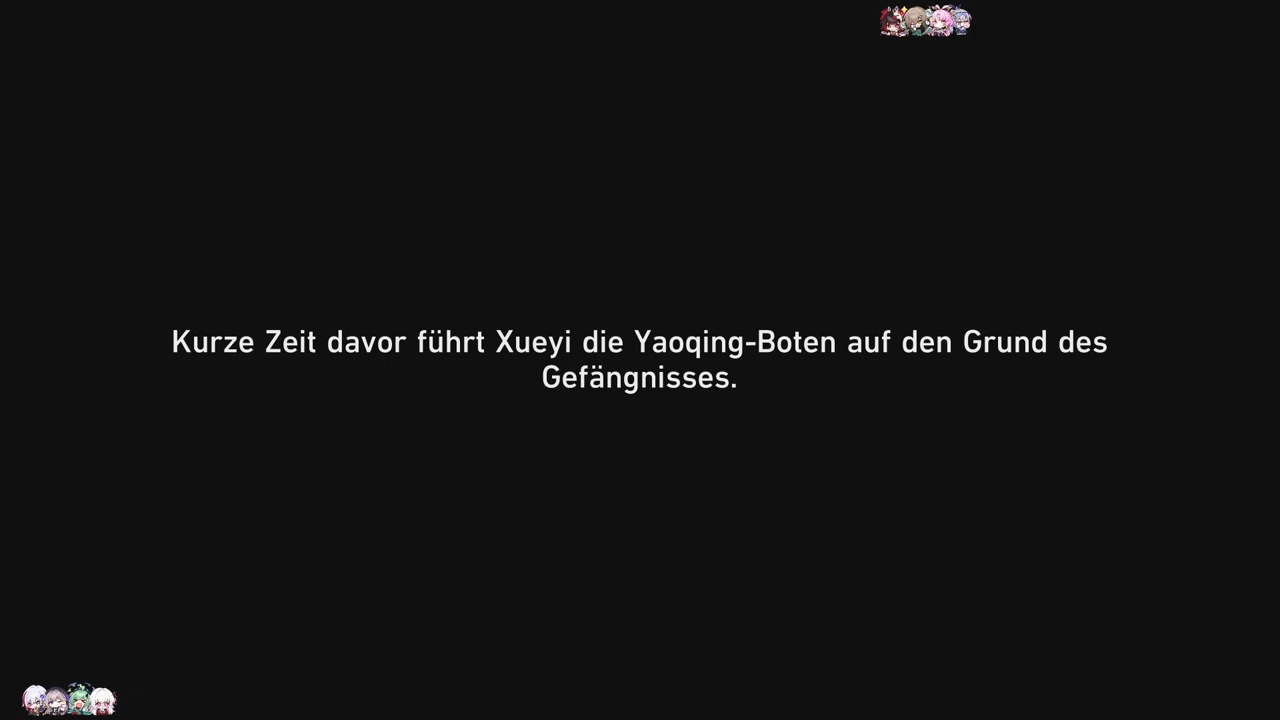 Kurze Zeit davor führt Xueyi die Yaoqing-Boten auf den Grund des
Gefängnisses.